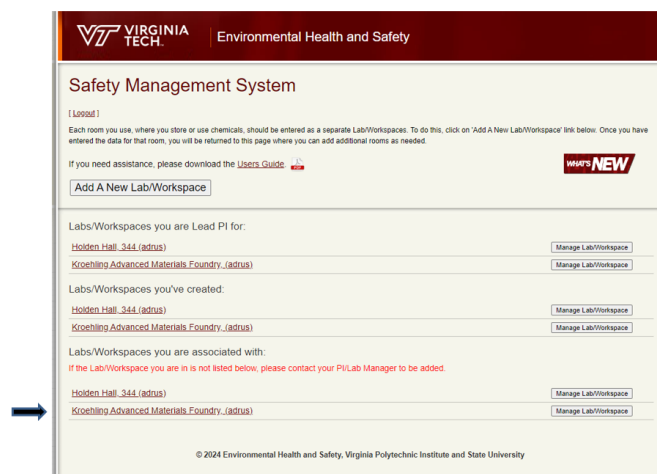 VT VIRGINIA TECH. Environmental Health and Safety
Safety Management System
[ Logout ]
Each room you use, where you store or use chemicals, should be entered as a separate Lab/Workspaces. To do this, click on 'Add A New Lab/Workspace' link below. Once you have
entered the data for that room, you will be returned to this page where you can add additional rooms as needed.
If you need assistance, please download the Users Guide.
WHAT'S NEW
Add A New Lab/Workspace
Labs/Workspaces you are Lead PI for:
Holden Hall, 344 (adrus) Manage Lab/Workspace
Kroehling Advanced Materials Foundry, (adrus) Manage Lab/Workspace
Labs/Workspaces you've created:
Holden Hall, 344 (adrus) Manage Lab/Workspace
Kroehling Advanced Materials Foundry, (adrus) Manage Lab/Workspace
Labs/Workspaces you are associated with:
If the Lab/Workspace you are in is not listed below, please contact your PI/Lab Manager to be added.
Holden Hall, 344 (adrus) Manage Lab/Workspace
Kroehling Advanced Materials Foundry, (adrus) Manage Lab/Workspace
© 2024 Environmental Health and Safety, Virginia Polytechnic Institute and State University